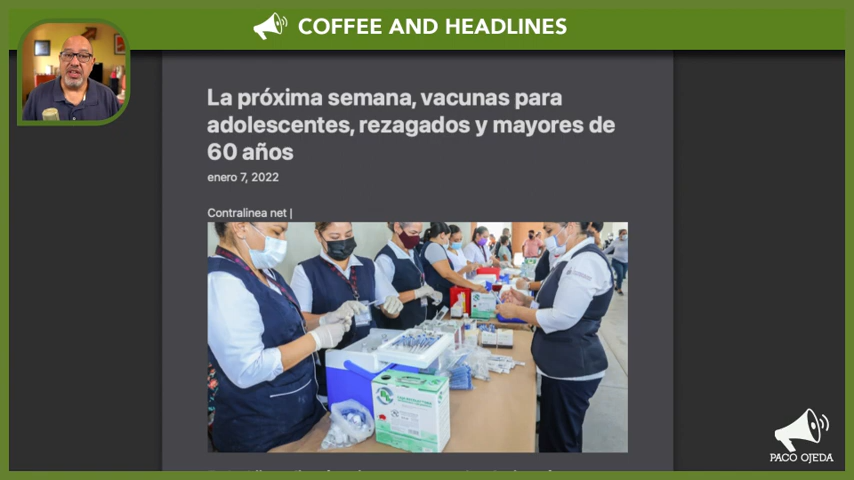 COFFEE AND HEADLINES
La próxima semana, vacunas para
adolescentes, rezagados y mayores de
60 años
enero 7, 2022
Contralinea net |
PACO OJEDA